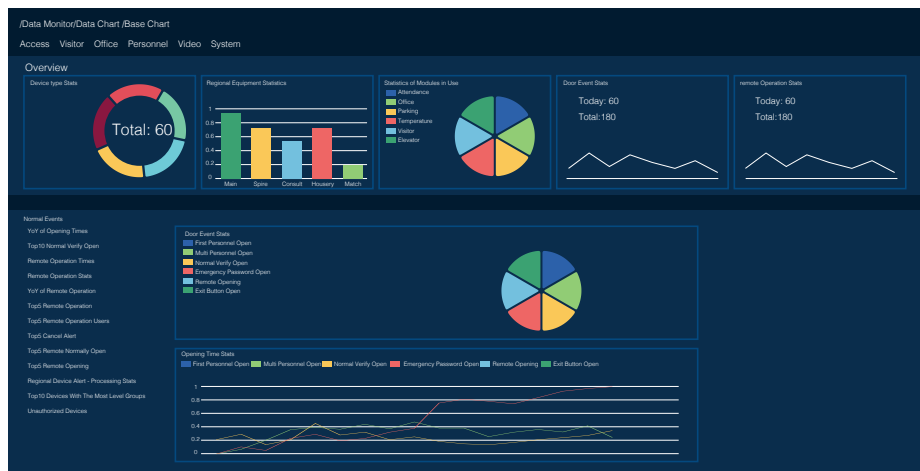 /Data Monitor/Data Chart /Base Chart
Access Visitor Office Personnel Video System
Overview
Device type Stats
Total: 60
Regional Equipment Statistics
1
0.8
0.6
0.4
0.2
0
Main Spire Consult Housery Match
Statistics of Modules in Use
Attendance
Office
Parking
Temperature
Visitor
Elavator
Door Event Stats
Today: 60
Total:180
remote Operation Stats
Today: 60
Total:180
Normal Events
YoY of Opening Times
Top10 Normal Verify Open
Remote Operation Times
Remote Operation Stats
YoY of Remote Operation
Top5 Remote Operation
Top5 Remote Operation Users
Top5 Cancel Alert
Top5 Remote Normally Open
Top5 Remote Opening
Regional Device Alert - Processing Stats
Top10 Devices With The Most Level Groups
Unauthorized Devices
Door Event Stats
First Personnel Open
Multi Personnel Open
Normal Verify Open
Emergency Password Open
Remote Opening
Exit Button Open
Opening Time Stats
First Personnel Open Multi Personnel Open Normal Verify Open Emergency Password Open Remote Opening Exit Button Open
1
0.8
0.6
0.4
0.2
0